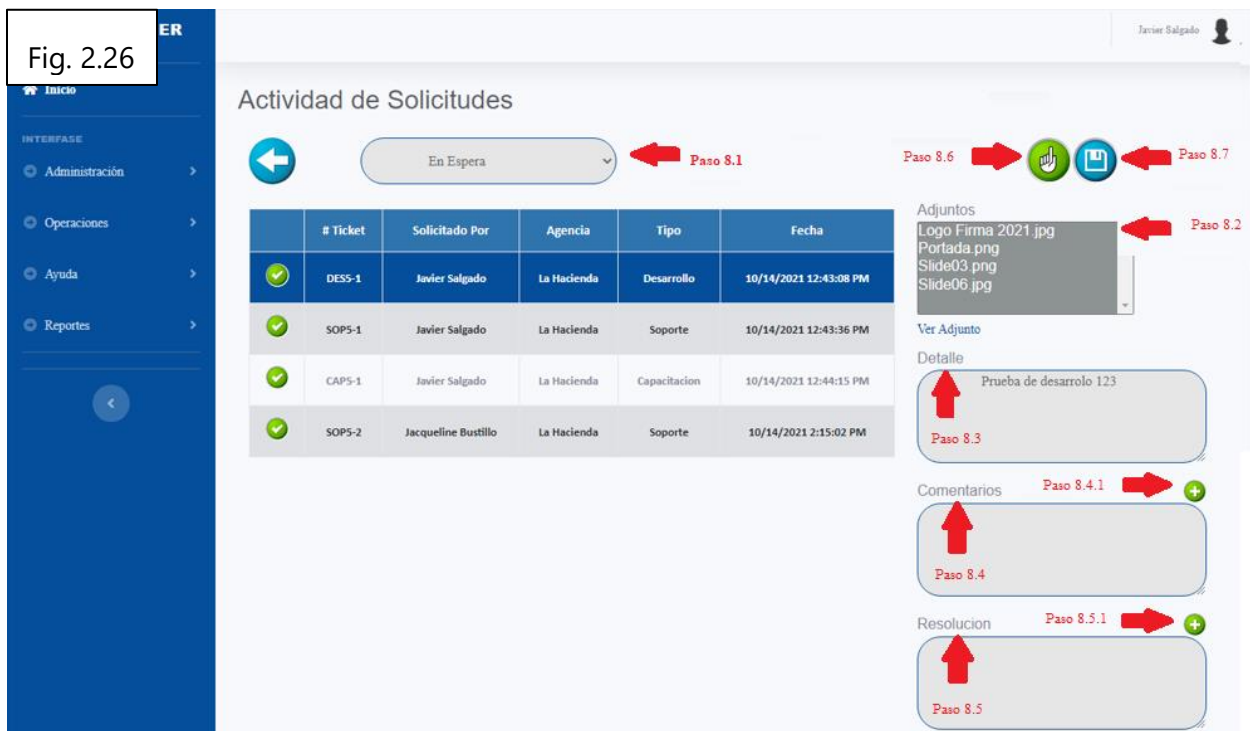 ER
Fig. 2.26
Javier Salgado
Inicio
INTERFASE
Administración
Operaciones
Ayuda
Reportes
Actividad de Solicitudes
En Espera
Paso 8.1
Paso 8.6
Paso 8.7
# Ticket Solicitado Por Agencia Tipo Fecha
DES5-1 Javier Salgado La Hacienda Desarrollo 10/14/2021 12:43:08 PM
SOP5-1 Javier Salgado La Hacienda Soporte 10/14/2021 12:43:36 PM
CAP5-1 Javier Salgado La Hacienda Capacitacion 10/14/2021 12:44:15 PM
SOP5-2 Jacqueline Bustillo La Hacienda Soporte 10/14/2021 2:15:02 PM
Adjuntos
Paso 8.2
Logo Firma 2021.jpg
Portada.png
Slide03.png
Slide06.jpg
Ver Adjunto
Detalle
Prueba de desarrolo 123
Paso 8.3
Comentarios
Paso 8.4.1
Paso 8.4
Resolucion
Paso 8.5.1
Paso 8.5